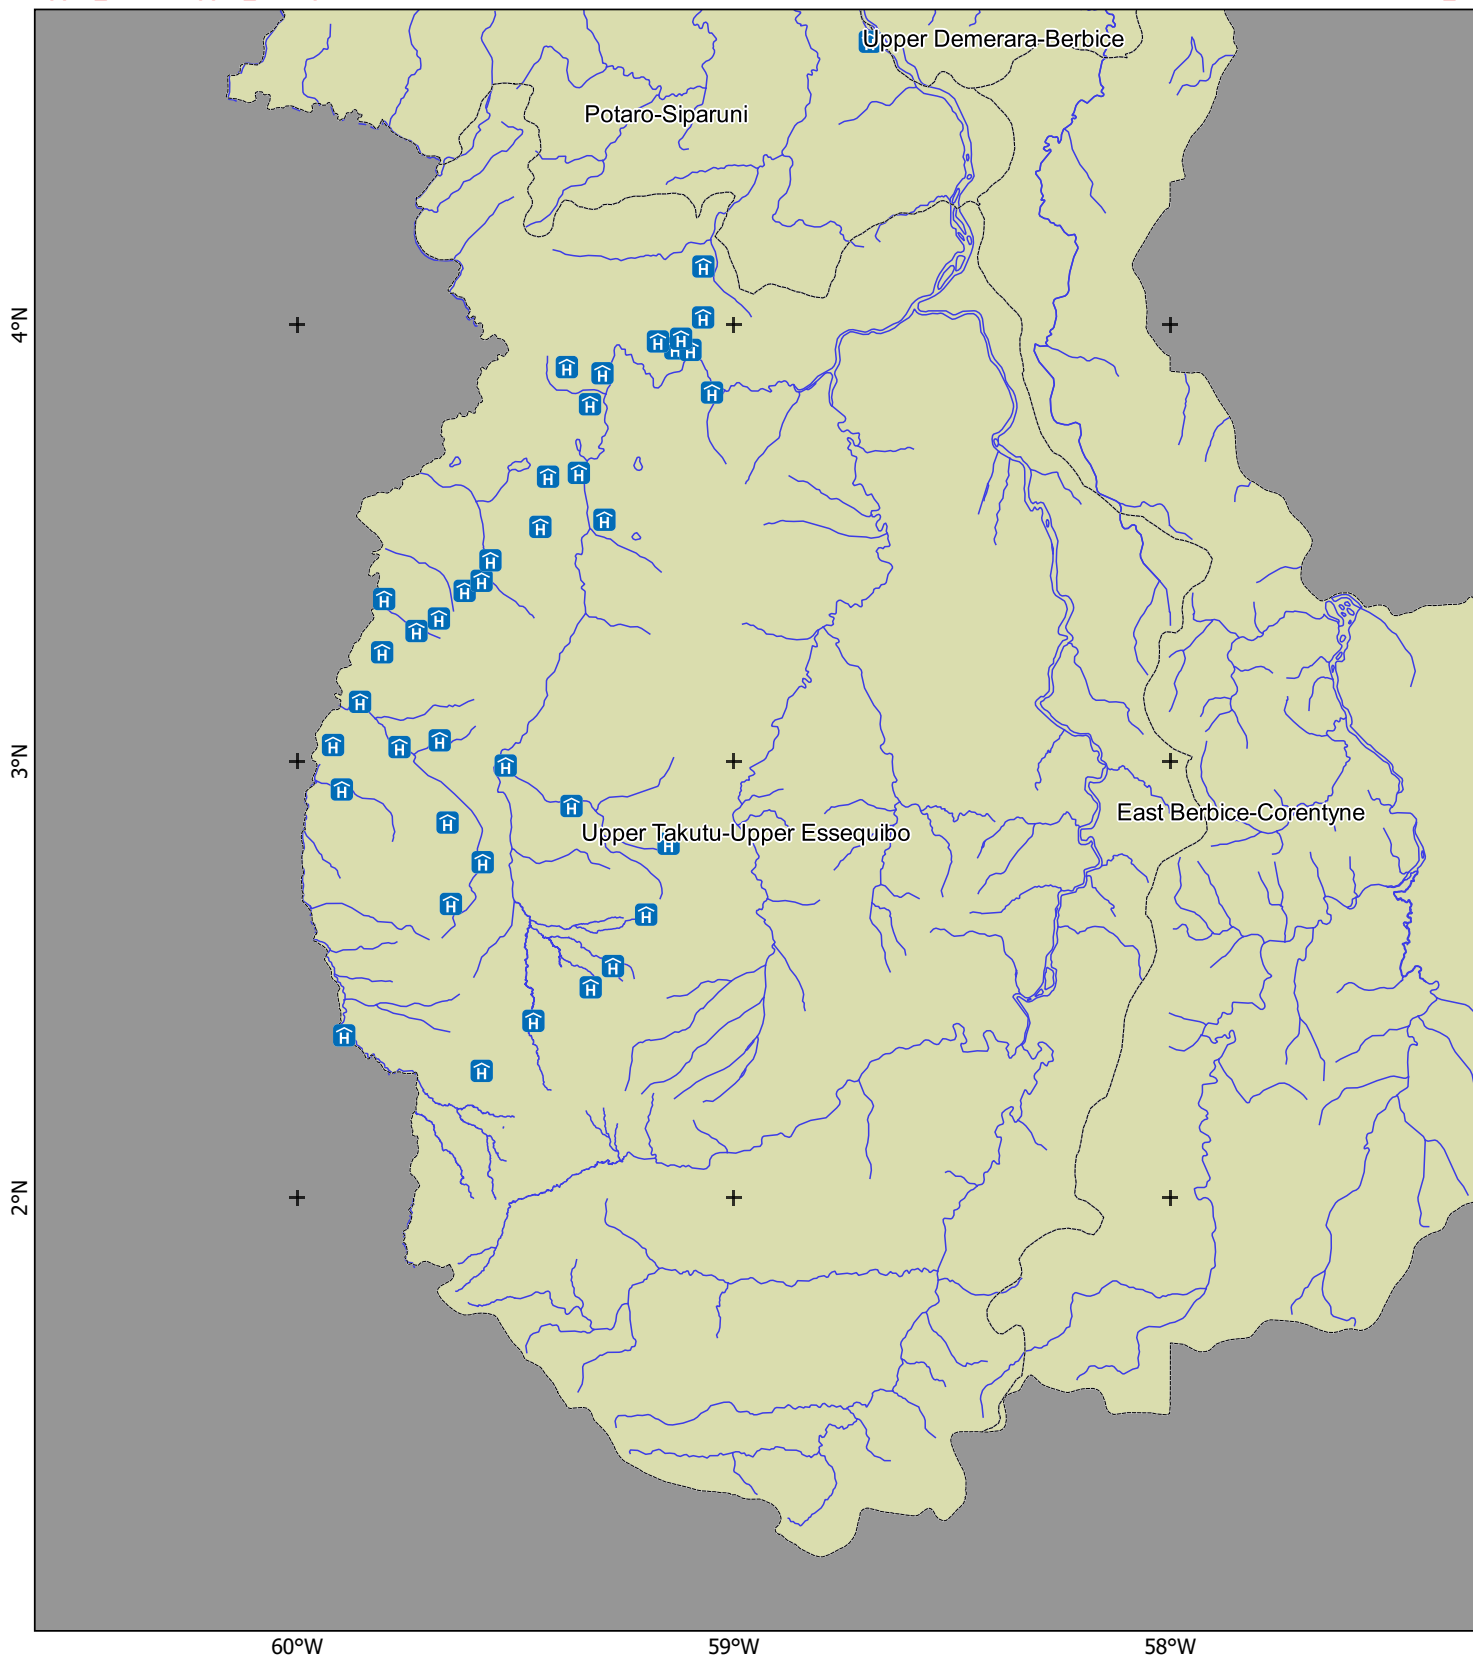 Upper Demerara-Berbice
Potaro-Siparuni
4°N
3°N
East Berbice-Corentyne
Upper Takutu-Upper Essequibo
2°N
60°W
59°W
58°W